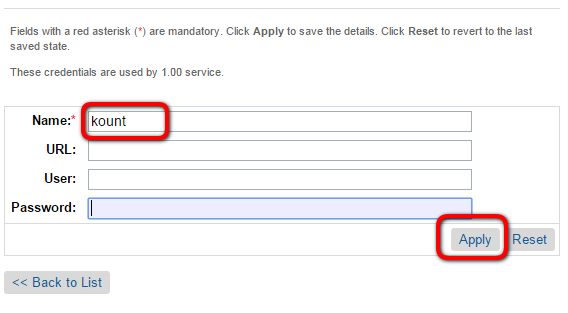 Fields with a red asterisk (*) are mandatory. Click Apply to save the details. Click Reset to revert to the last
saved state.
These credentials are used by 1.00 service.
Name:* kount
URL:
User:
Password:
Apply Reset
<< Back to List